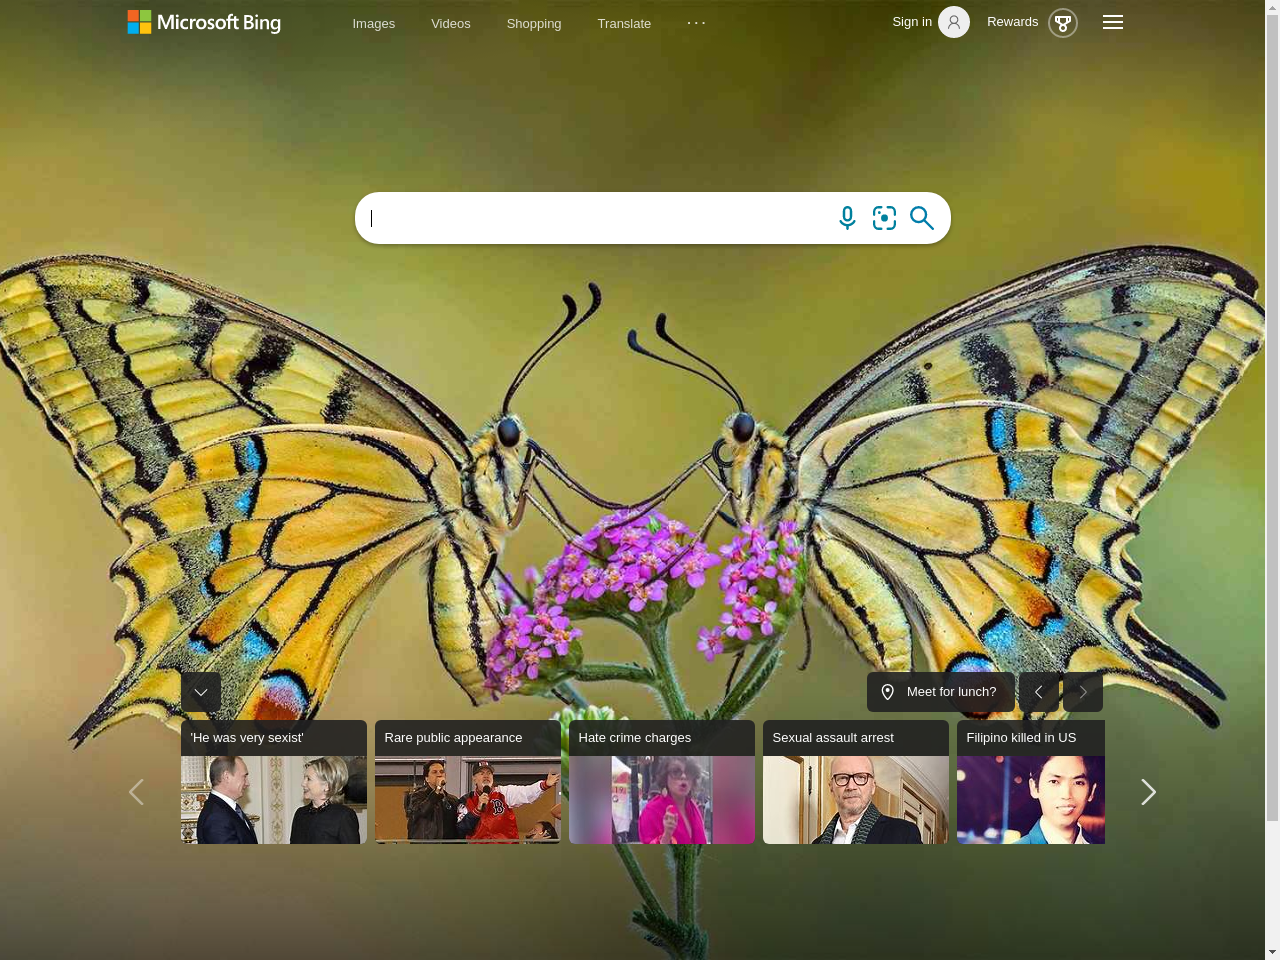 Microsoft Bing
Images
Videos
Shopping
Translate
Sign in
Rewards
Meet for lunch?
'He was very sexist'
Rare public appearance
Hate crime charges
Sexual assault arrest
Filipino killed in US